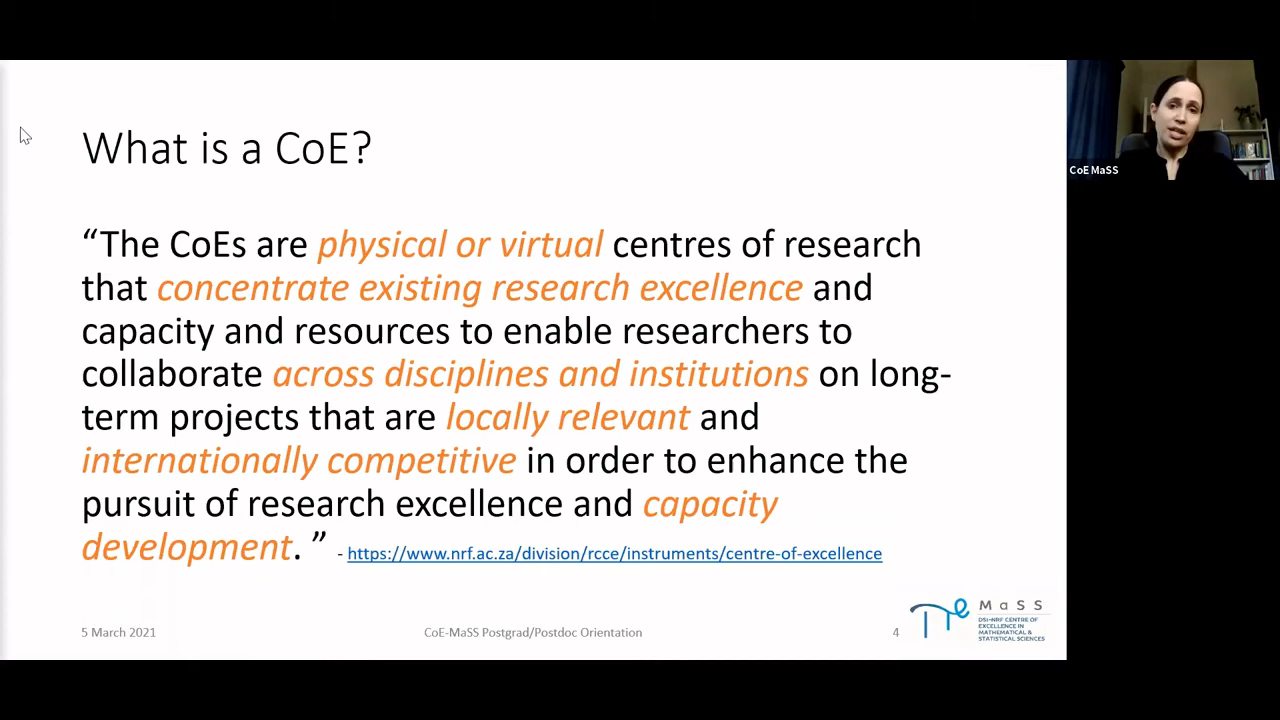 What is a CoE?
CoE MaSS
“The CoEs are physical or virtual centres of research
that concentrate existing research excellence and
capacity and resources to enable researchers to
collaborate across disciplines and institutions on long-
term projects that are locally relevant and
internationally competitive in order to enhance the
pursuit of research excellence and capacity
development. ” - https://www.nrf.ac.za/division/rcce/instruments/centre-of-excellence
5 March 2021
CoE-MaSS Postgrad/Postdoc Orientation
4
MaSS
DSI-NRF CENTRE OF
EXCELLENCE IN
MATHEMATICAL &
STATISTICAL SCIENCES